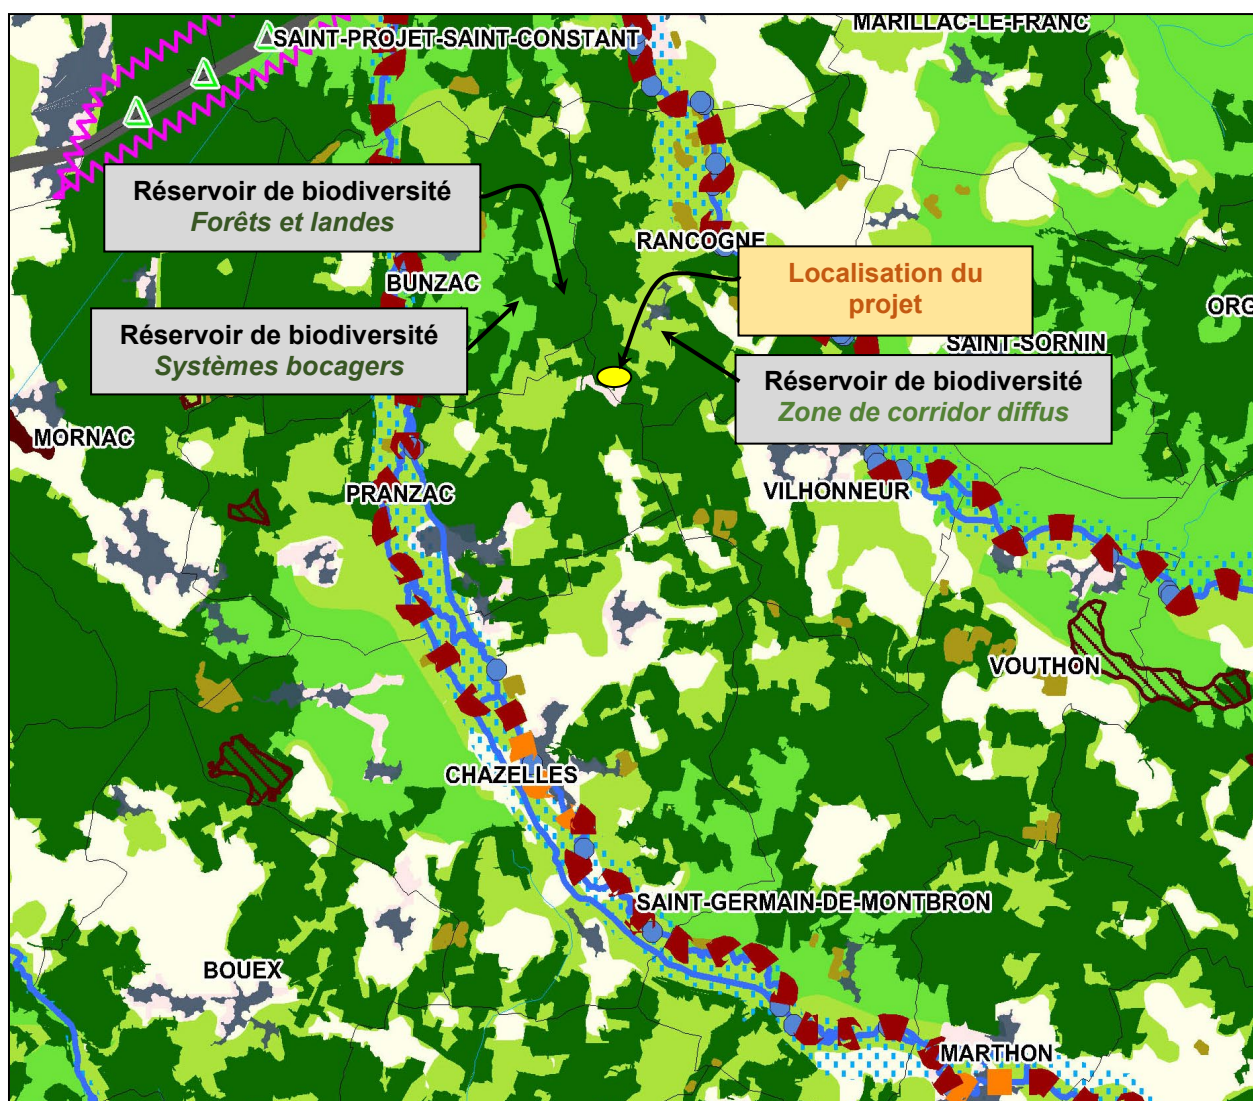 MARILLAC-LE-FRANC
SAINT-PROJET-SAINT-CONSTANT
Réservoir de biodiversité
Forêts et landes
RANCOGNE
Localisation du
projet
BUNZAC
ORG
Réservoir de biodiversité
Systèmes bocagers
SAINT-SORNIN
Réservoir de biodiversité
Zone de corridor diffus
MORNAC
PRANZAC
VILHONNEUR
VOUTHON
CHAZELLES
SAINT-GERMAIN-DE-MONTBRON
BOUEX
MARTHON